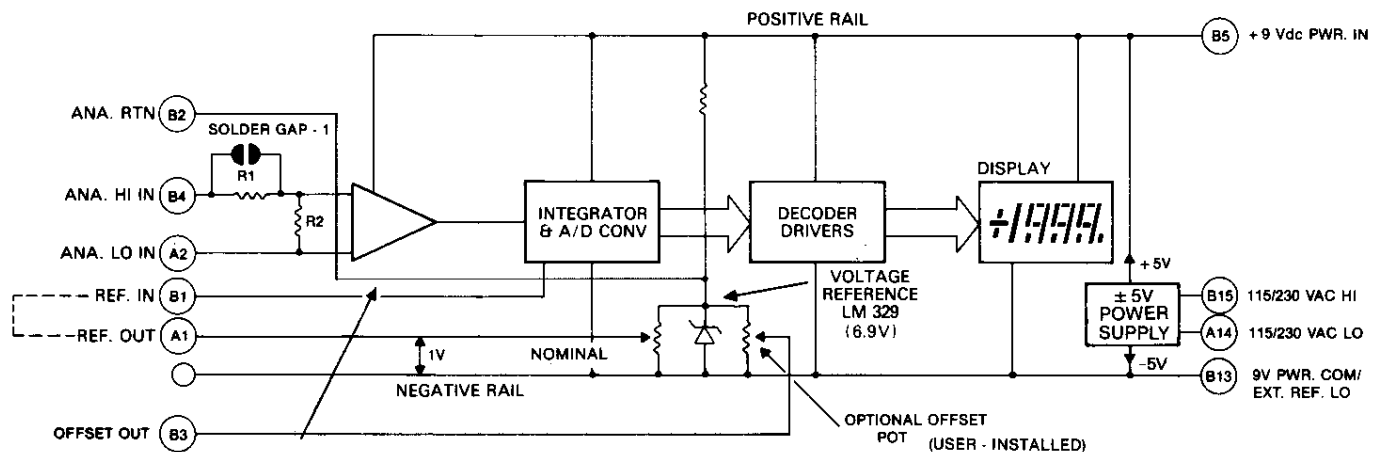 POSITIVE RAIL
B5 + 9 Vdc PWR. IN
ANA. RTN B2
SOLDER GAP - 1
R1
ANA. HI IN B4
R2
ANA. LO IN A2
INTEGRATOR
& A/D CONV
DECODER
DRIVERS
DISPLAY
+1999.
+5V
REF. IN B1
REF. OUT A1
1V
NOMINAL
NEGATIVE RAIL
VOLTAGE
REFERENCE
LM 329
(6.9V)
± 5V
POWER
SUPPLY
B15 115/230 VAC HI
A14 115/230 VAC LO
–5V
B13 9V PWR. COM/
EXT. REF. LO
OFFSET OUT B3
OPTIONAL OFFSET
POT
(USER - INSTALLED)